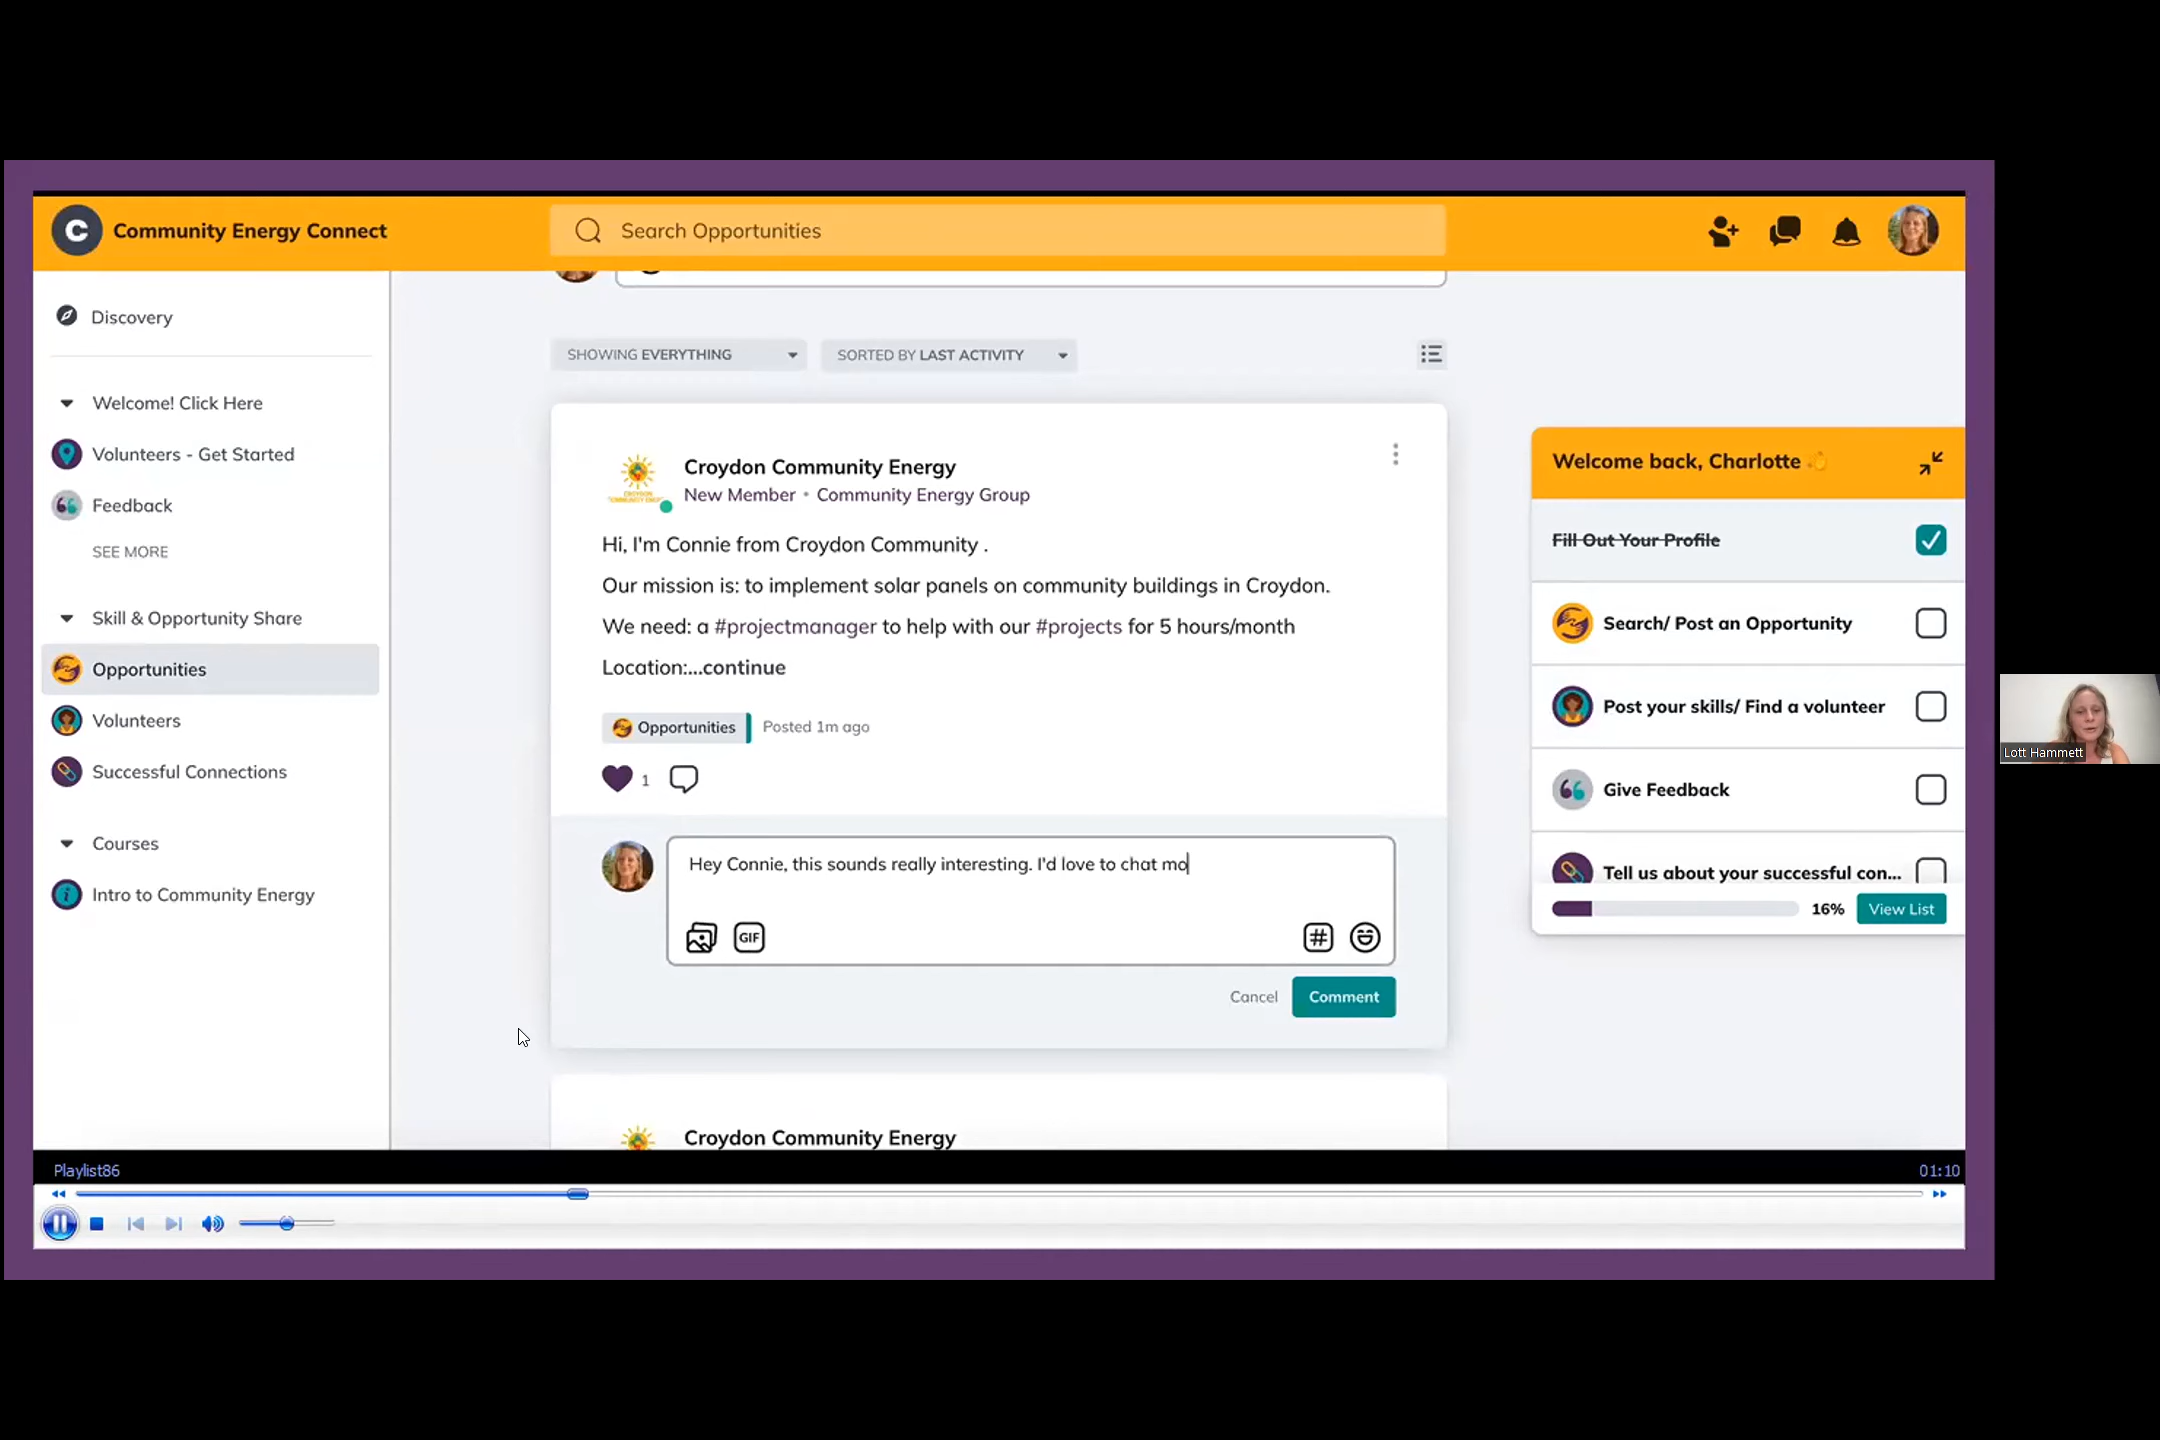 C Community Energy Connect
Search Opportunities
Discovery
Welcome! Click Here
Volunteers - Get Started
Feedback
SEE MORE
Skill & Opportunity Share
Opportunities
Volunteers
Successful Connections
Courses
Intro to Community Energy
SHOWING EVERYTHING
SORTED BY LAST ACTIVITY
Croydon Community Energy
New Member • Community Energy Group
Hi, I'm Connie from Croydon Community .
Our mission is: to implement solar panels on community buildings in Croydon.
We need: a #projectmanager to help with our #projects for 5 hours/month
Location:...continue
Opportunities
Posted 1m ago
1
Hey Connie, this sounds really interesting. I'd love to chat mo
GIF
#
Cancel
Comment
Croydon Community Energy
Welcome back, Charlotte
Fill Out Your Profile
Search/ Post an Opportunity
Post your skills/ Find a volunteer
Give Feedback
Tell us about your successful con...
16%
View List
Lott Hammett
Playlist86
01:10